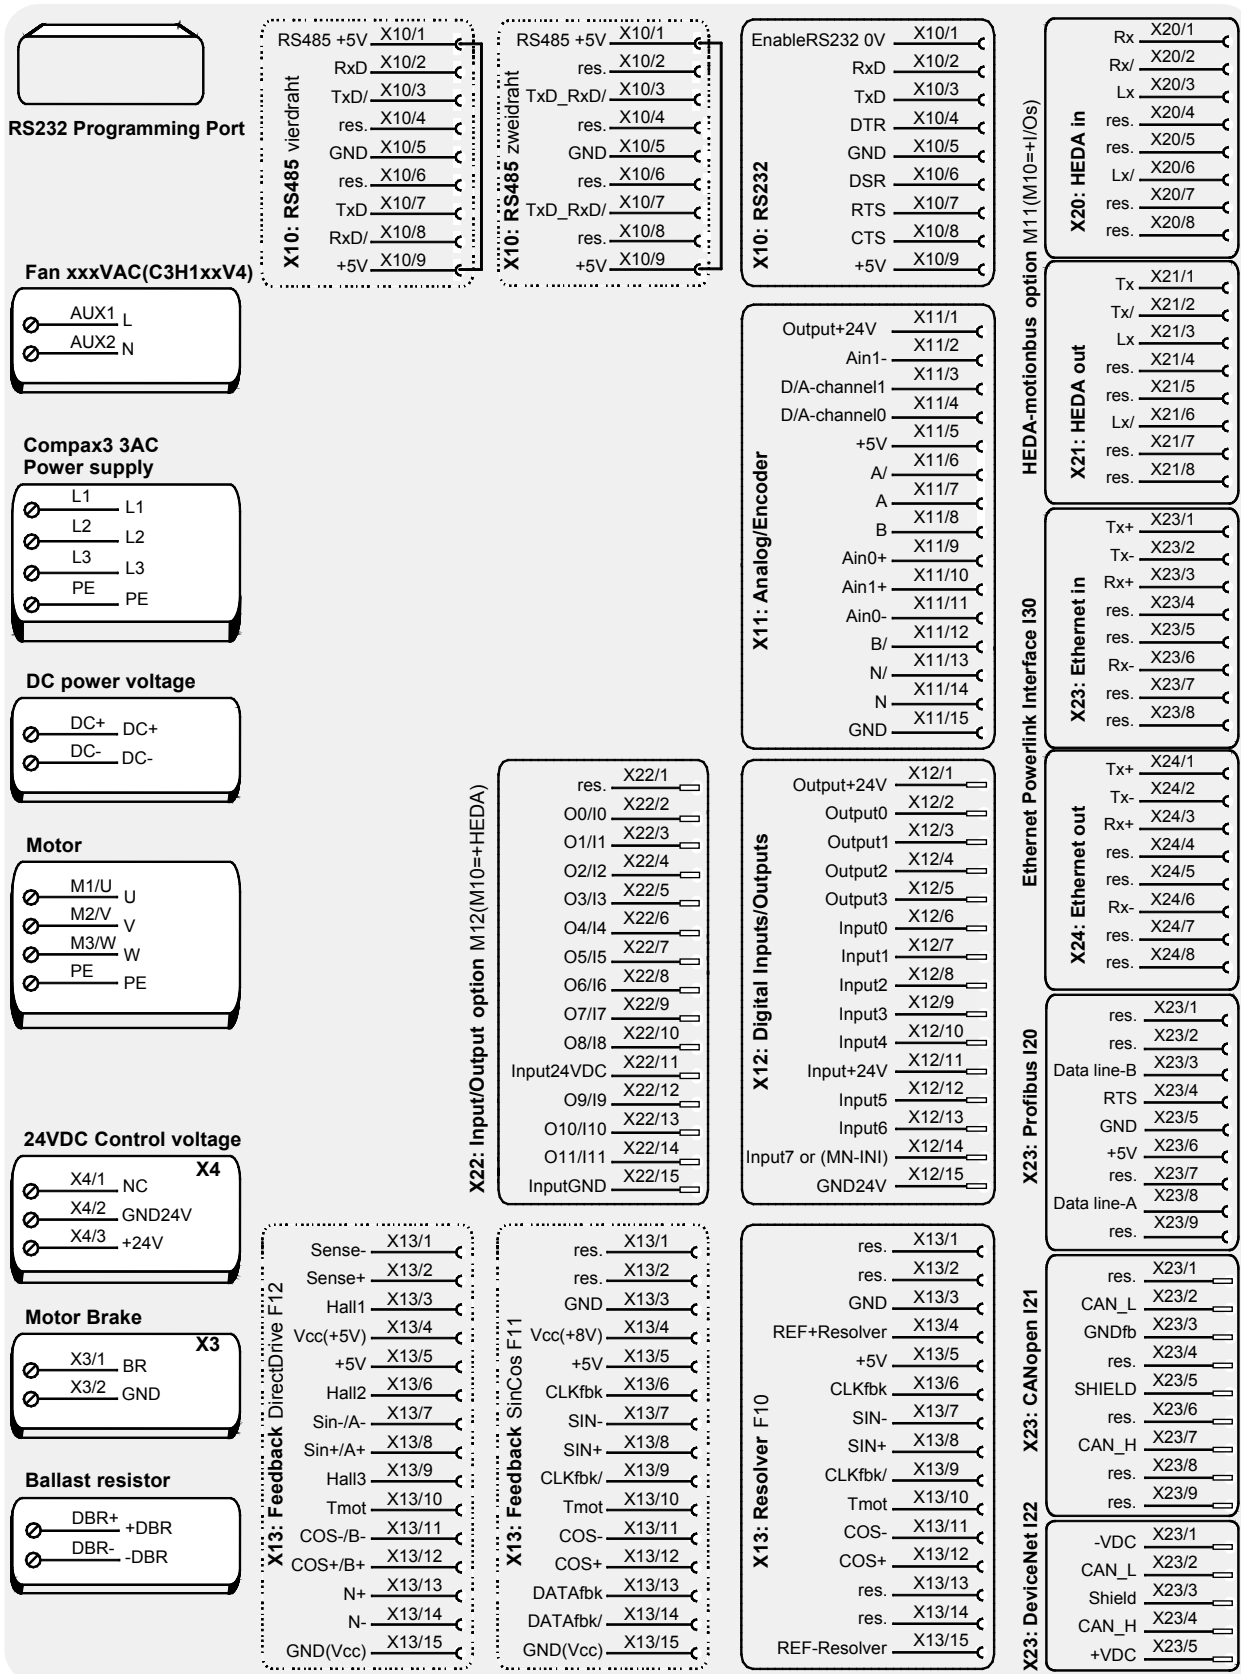 RS232 Programming Port
Fan xxxVAC(C3H1xxV4)
AUX1 L
AUX2 N
Compax3 3AC
Power supply
L1 L1
L2 L2
L3 L3
PE PE
DC power voltage
DC+ DC+
DC- DC-
Motor
M1/U U
M2/V V
M3/W W
PE PE
24VDC Control voltage
X4
X4/1 NC
X4/2 GND24V
X4/3 +24V
Motor Brake
X3
X3/1 BR
X3/2 GND
Ballast resistor
DBR+ +DBR
DBR- -DBR
X10: RS485 vierdraht
RS485 +5V X10/1
RxD X10/2
TxD/ X10/3
res. X10/4
GND X10/5
res. X10/6
TxD X10/7
RxD/ X10/8
+5V X10/9
X10: RS485 zweidraht
RS485 +5V X10/1
res. X10/2
TxD_RxD/ X10/3
res. X10/4
GND X10/5
res. X10/6
TxD_RxD/ X10/7
res. X10/8
+5V X10/9
X10: RS232
EnableRS232 0V X10/1
RxD X10/2
TxD X10/3
DTR X10/4
GND X10/5
DSR X10/6
RTS X10/7
CTS X10/8
+5V X10/9
X11: Analog/Encoder
Output+24V X11/1
Ain1- X11/2
D/A-channel1 X11/3
D/A-channel0 X11/4
+5V X11/5
A/ X11/6
A X11/7
B X11/8
Ain0+ X11/9
Ain1+ X11/10
Ain0- X11/11
B/ X11/12
N/ X11/13
N X11/14
GND X11/15
X22: Input/Output option M12(M10=+HEDA)
res. X22/1
O0/I0 X22/2
O1/I1 X22/3
O2/I2 X22/4
O3/I3 X22/5
O4/I4 X22/6
O5/I5 X22/7
O6/I6 X22/8
O7/I7 X22/9
O8/I8 X22/10
Input24VDC X22/11
O9/I9 X22/12
O10/I10 X22/13
O11/I11 X22/14
InputGND X22/15
X12: Digital Inputs/Outputs
Output+24V X12/1
Output0 X12/2
Output1 X12/3
Output2 X12/4
Output3 X12/5
Input0 X12/6
Input1 X12/7
Input2 X12/8
Input3 X12/9
Input4 X12/10
Input+24V X12/11
Input5 X12/12
Input6 X12/13
Input7 or (MN-INI) X12/14
GND24V X12/15
X13: Feedback DirectDrive F12
Sense- X13/1
Sense+ X13/2
Hall1 X13/3
Vcc(+5V) X13/4
+5V X13/5
Hall2 X13/6
Sin-/A- X13/7
Sin+/A+ X13/8
Hall3 X13/9
Tmot X13/10
COS-/B- X13/11
COS+/B+ X13/12
N+ X13/13
N- X13/14
GND(Vcc) X13/15
X13: Feedback SinCos F11
res. X13/1
res. X13/2
GND X13/3
Vcc(+8V) X13/4
+5V X13/5
CLKfbk X13/6
SIN- X13/7
SIN+ X13/8
CLKfbk/ X13/9
Tmot X13/10
COS- X13/11
COS+ X13/12
DATAfbk X13/13
DATAfbk/ X13/14
GND(Vcc) X13/15
X13: Resolver F10
res. X13/1
res. X13/2
GND X13/3
REF+Resolver X13/4
+5V X13/5
CLKfbk X13/6
SIN- X13/7
SIN+ X13/8
CLKfbk/ X13/9
Tmot X13/10
COS- X13/11
COS+ X13/12
res. X13/13
res. X13/14
REF-Resolver X13/15
HEDA-motionbus option M11(M10=+I/Os)
X20: HEDA in
Rx X20/1
Rx/ X20/2
Lx X20/3
res. X20/4
res. X20/5
Lx/ X20/6
res. X20/7
res. X20/8
X21: HEDA out
Tx X21/1
Tx/ X21/2
Lx X21/3
res. X21/4
res. X21/5
Lx/ X21/6
res. X21/7
res. X21/8
Ethernet Powerlink Interface I30
X23: Ethernet in
Tx+ X23/1
Tx- X23/2
Rx+ X23/3
res. X23/4
res. X23/5
Rx- X23/6
res. X23/7
res. X23/8
X24: Ethernet out
Tx+ X24/1
Tx- X24/2
Rx+ X24/3
res. X24/4
res. X24/5
Rx- X24/6
res. X24/7
res. X24/8
X23: Profibus I20
res. X23/1
res. X23/2
Data line-B X23/3
RTS X23/4
GND X23/5
+5V X23/6
res. X23/7
Data line-A X23/8
res. X23/9
X23: CANopen I21
res. X23/1
CAN_L X23/2
GNDfb X23/3
res. X23/4
SHIELD X23/5
res. X23/6
CAN_H X23/7
res. X23/8
res. X23/9
X23: DeviceNet I22
-VDC X23/1
CAN_L X23/2
Shield X23/3
CAN_H X23/4
+VDC X23/5